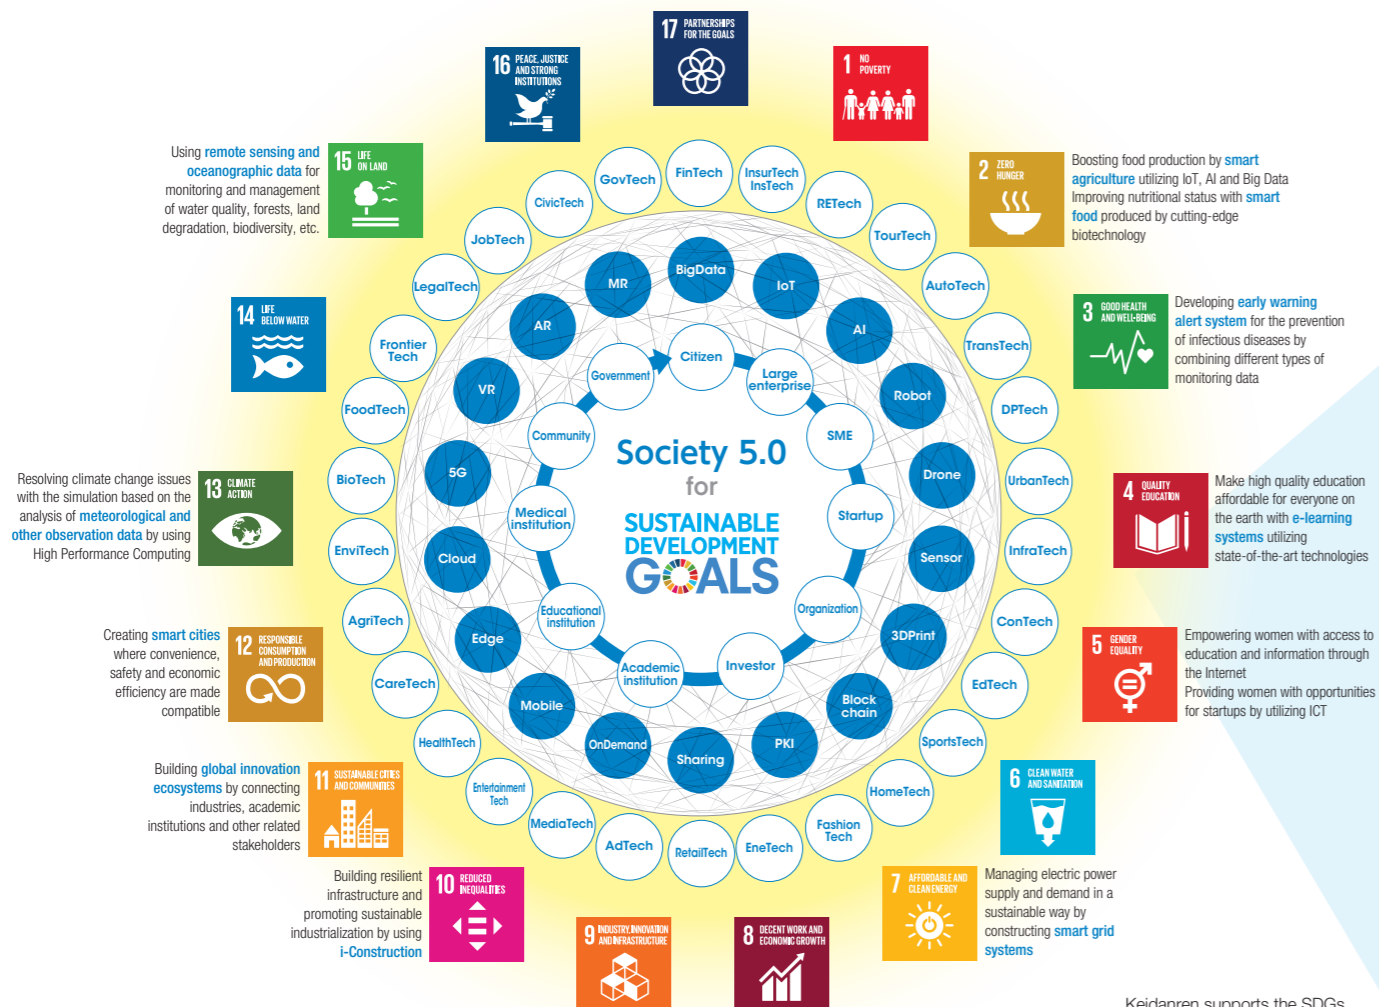 17 PARTNERSHIPS
FOR THE GOALS
16 PEACE, JUSTICE
AND STRONG
INSTITUTIONS
1 NO
POVERTY
15 LIFE
ON LAND
Using remote sensing and
oceanographic data for
monitoring and management
of water quality, forests, land
degradation, biodiversity, etc.
2 ZERO
HUNGER
Boosting food production by smart
agriculture utilizing IoT, AI and Big Data
Improving nutritional status with smart
food produced by cutting-edge
biotechnology
14 LIFE
BELOW WATER
3 GOOD HEALTH
AND WELL-BEING
Developing early warning
alert system for the prevention
of infectious diseases by
combining different types of
monitoring data
13 CLIMATE
ACTION
Resolving climate change issues
with the simulation based on the
analysis of meteorological and
other observation data by using
High Performance Computing
4 QUALITY
EDUCATION
Make high quality education
affordable for everyone on
the earth with e-learning
systems utilizing
state-of-the-art technologies
12 RESPONSIBLE
CONSUMPTION
AND PRODUCTION
Creating smart cities
where convenience,
safety and economic
efficiency are made
compatible
5 GENDER
EQUALITY
Empowering women with access to
education and information through
the Internet
Providing women with opportunities
for startups by utilizing ICT
11 SUSTAINABLE CITIES
AND COMMUNITIES
Building global innovation
ecosystems by connecting
industries, academic
institutions and other related
stakeholders
6 CLEAN WATER
AND SANITATION
10 REDUCED
INEQUALITIES
Building resilient
infrastructure and
promoting sustainable
industrialization by using
i-Construction
7 AFFORDABLE AND
CLEAN ENERGY
Managing electric power
supply and demand in a
sustainable way by
constructing smart grid
systems
9 INDUSTRY, INNOVATION
AND INFRASTRUCTURE
8 DECENT WORK AND
ECONOMIC GROWTH
FinTech
InsurTech
InsTech
RETech
TourTech
AutoTech
TransTech
DPTech
UrbanTech
InfraTech
ConTech
EdTech
SportsTech
HomeTech
Fashion
Tech
EneTech
RetailTech
AdTech
MediaTech
Entertainment
Tech
HealthTech
CareTech
AgriTech
EnviTech
BioTech
FoodTech
Frontier
Tech
LegalTech
JobTech
CivicTech
GovTech
BigData
IoT
AI
Robot
Drone
Sensor
3DPrint
Block
chain
PKI
Sharing
OnDemand
Mobile
Edge
Cloud
5G
VR
AR
MR
Citizen
Large
enterprise
SME
Startup
Organization
Investor
Academic
institution
Educational
institution
Medical
institution
Community
Government
Society 5.0
for
SUSTAINABLE
DEVELOPMENT
GOALS
Keidanren supports the SDGs